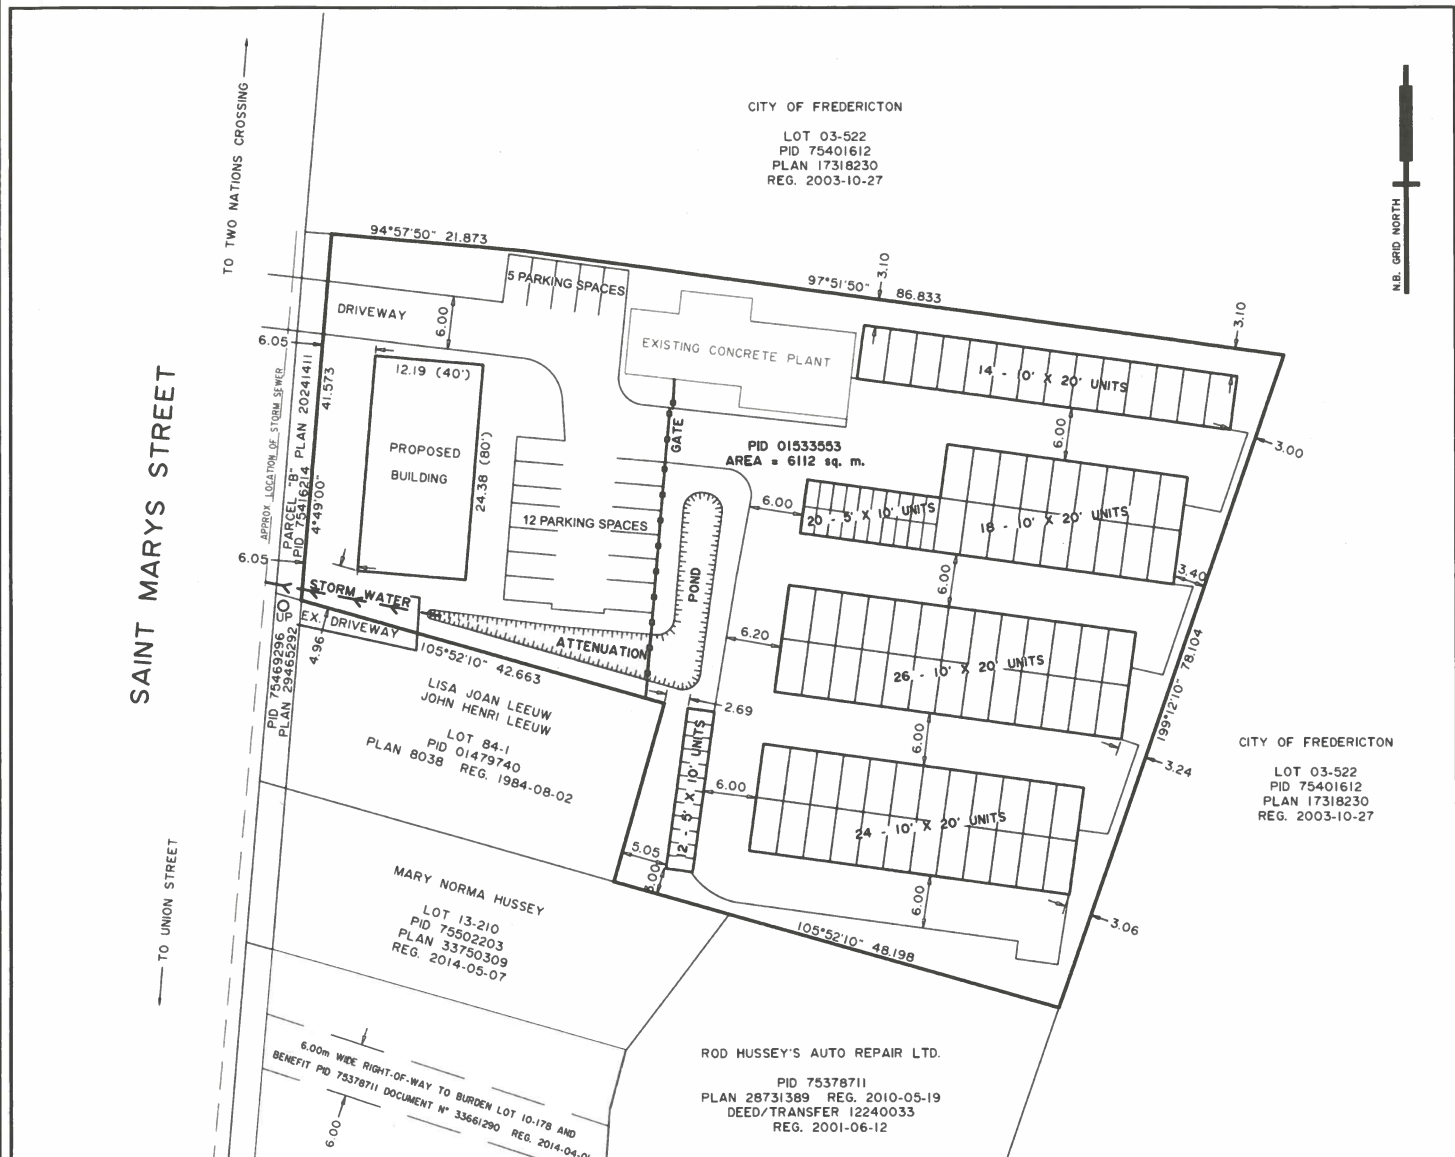 CITY OF FREDERICTON
LOT 03-522
PID 75401612
PLAN 17318230
REG. 2003-10-27
N.B. GRID NORTH
TO TWO NATIONS CROSSING
94°57'50" 21.873
97°51'50" 86.833
3.10
3.10
5 PARKING SPACES
DRIVEWAY
6.00
EXISTING CONCRETE PLANT
14 - 10' X 20' UNITS
6.05
12.19 (40')
PROPOSED
BUILDING
24.38 (80')
41.573
4°49'00"
PARCEL "B" PLAN 20241411
PID 75416214
APPROX LOCATION OF STORM SEWER
6.05
GATE
PID 01533553
AREA = 6112 sq. m.
6.00
3.00
6.00
20 - 5' X 10' UNITS
18 - 10' X 20' UNITS
12 PARKING SPACES
POND
6.00
3.40
STORM WATER
EX. DRIVEWAY
4.96
ATTENUATION
105°52'10" 42.663
6.20
26 - 10' X 20' UNITS
199°12'10" 78.104
SAINT MARYS STREET
PID 75469296
PLAN 29465292
LISA JOAN LEEUW
JOHN HENRI LEEUW
LOT 84-1
PID 01479740
PLAN 8038 REG. 1984-08-02
2.69
12 - 5' X 10' UNITS
6.00
6.00
3.24
24 - 10' X 20' UNITS
CITY OF FREDERICTON
LOT 03-522
PID 75401612
PLAN 17318230
REG. 2003-10-27
5.05
3.00
6.00
3.06
105°52'10" 48.198
TO UNION STREET
MARY NORMA HUSSEY
LOT 13-210
PID 75502203
PLAN 33750309
REG. 2014-05-07
6.00m WIDE RIGHT-OF-WAY TO BURDEN LOT 10-178 AND
BENEFIT PID 75378711 DOCUMENT Nº 33661290 REG. 2014-04-0
6.00
ROD HUSSEY'S AUTO REPAIR LTD.
PID 75378711
PLAN 28731389 REG. 2010-05-19
DEED/TRANSFER 12240033
REG. 2001-06-12